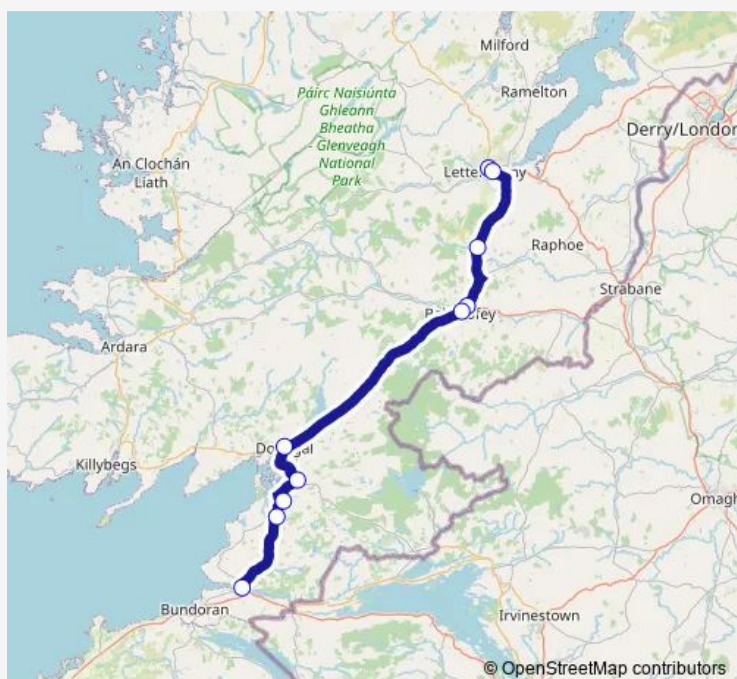 Milford
Páirc Naisiúnta
Ghleann
Bheatha
- Glenveagh
National
Park
Ramelton
Derry/London
An Clochán
Liath
Raphoe
Strabane
Ardara
Killybegs
Omagh
Bundoran
Irvinestown
© OpenStreetMap contributors